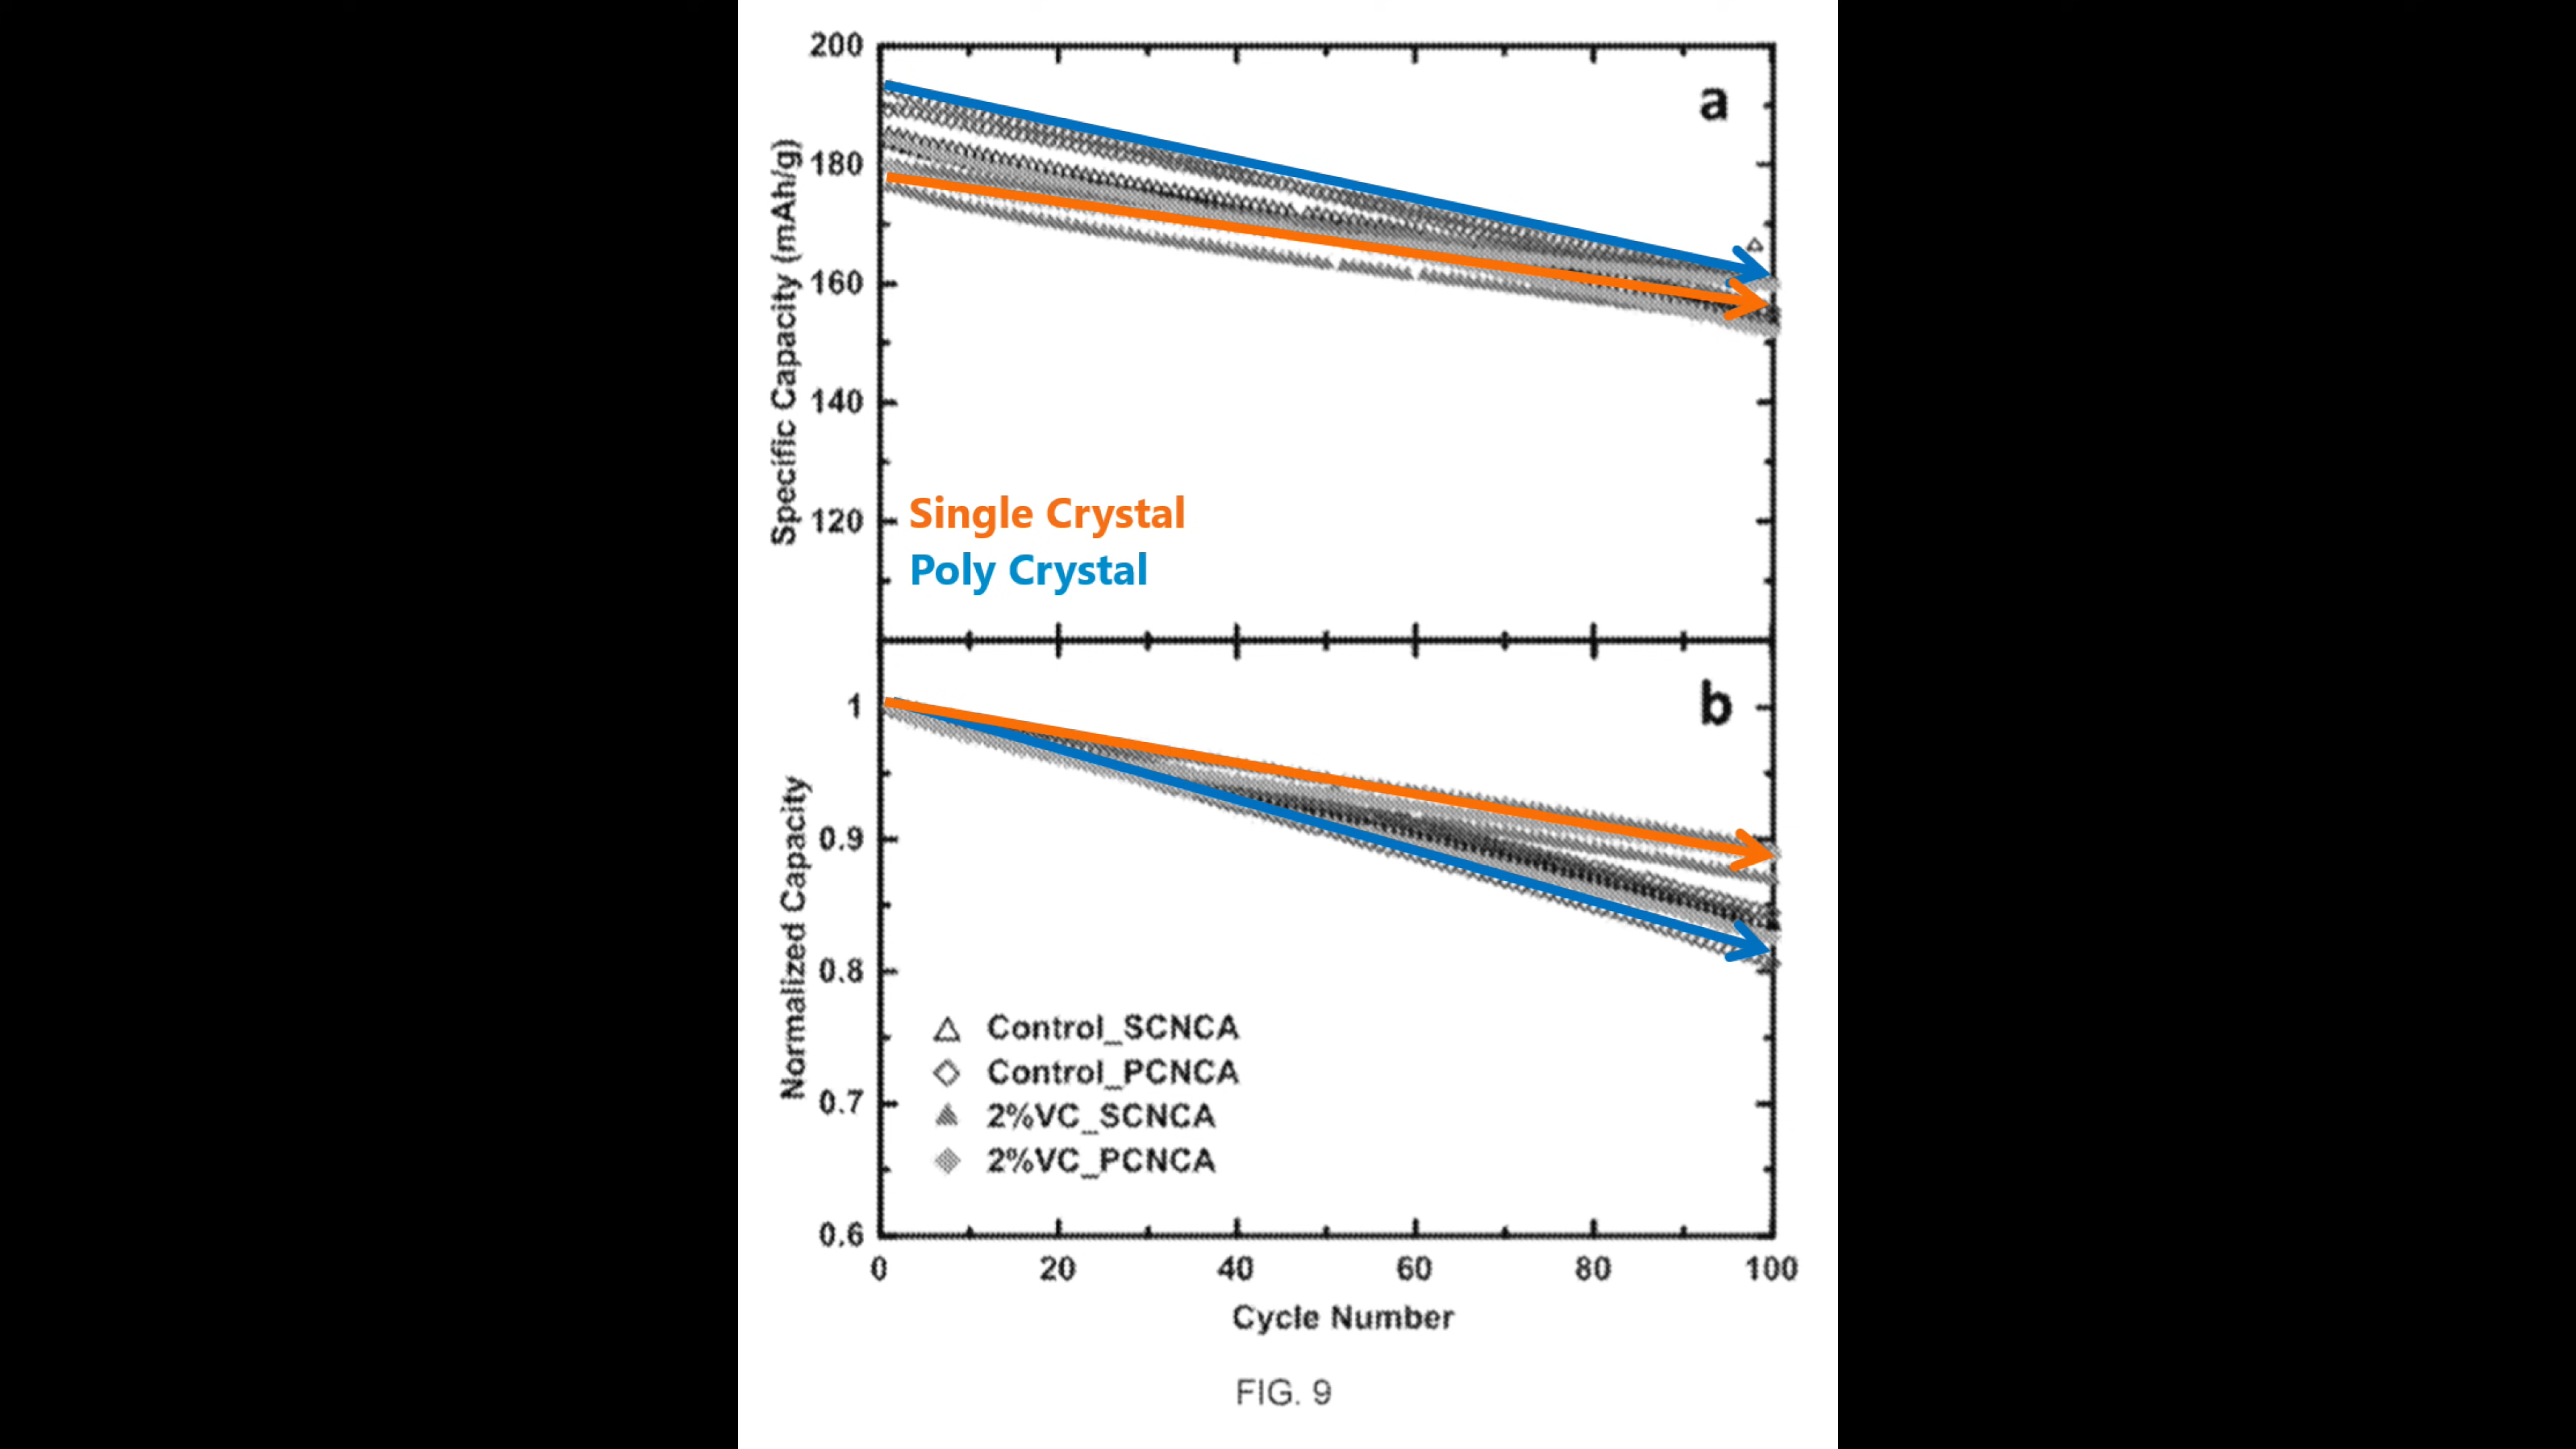 200
a
180
160
140
120
Specific Capacity (mAh/g)
Single Crystal
Poly Crystal
1
b
0.9
0.8
0.7
0.6
Normalized Capacity
Control_SCNCA
Control_PCNCA
2%VC_SCNCA
2%VC_PCNCA
0 20 40 60 80 100
Cycle Number
FIG. 9